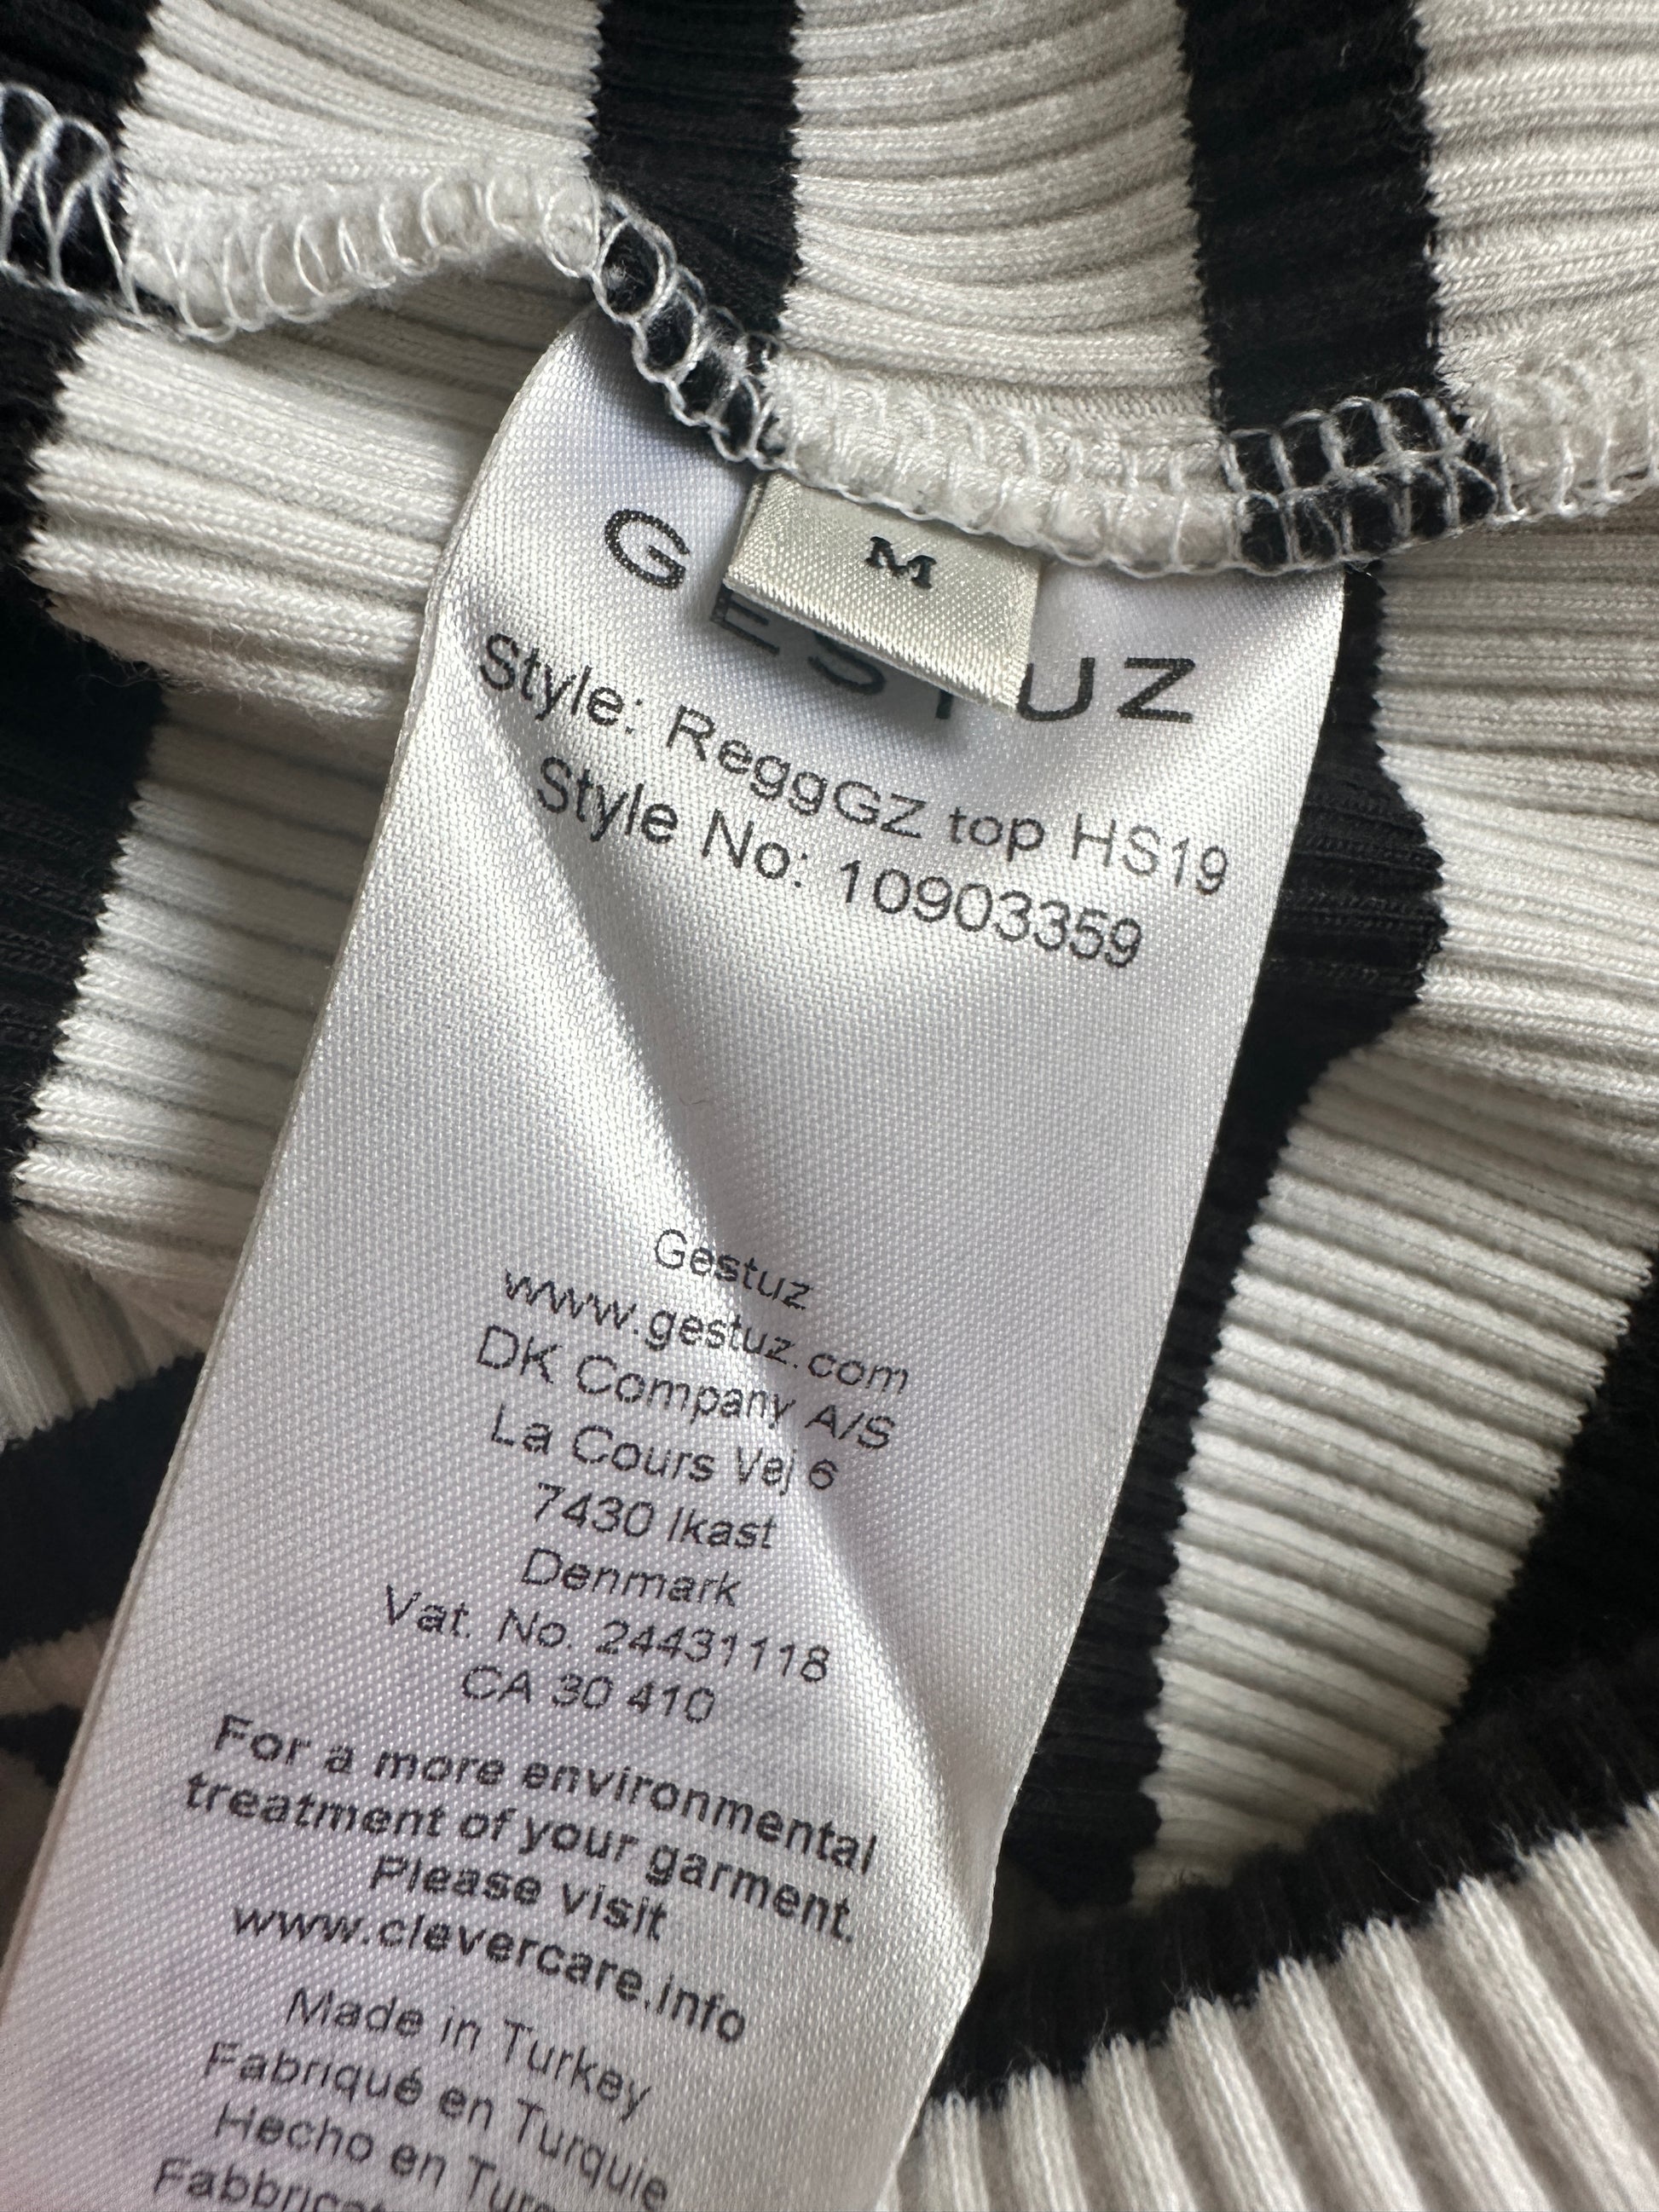 M
GESTUZ
Style: ReggGZ top HS19
Style No: 10903359
Gestuz
www.gestuz.com
DK Company A/S
La Cours Vej 6
7430 Ikast
Denmark
Vat. No. 24431118
CA 30 410
For a more environmental
treatment of your garment.
Please visit
www.clevercare.info
Made in Turkey
Fabriqué en Turquie
Hecho en